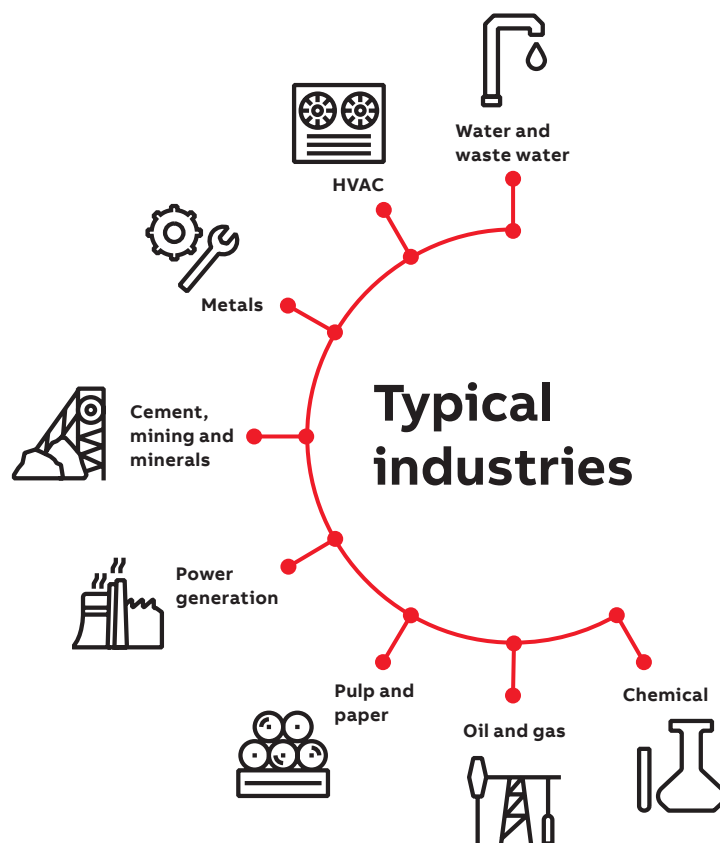 Water and
waste water
HVAC
Metals
Cement,
mining and
minerals
Typical
industries
Power
generation
Pulp and
paper
Oil and gas
Chemical